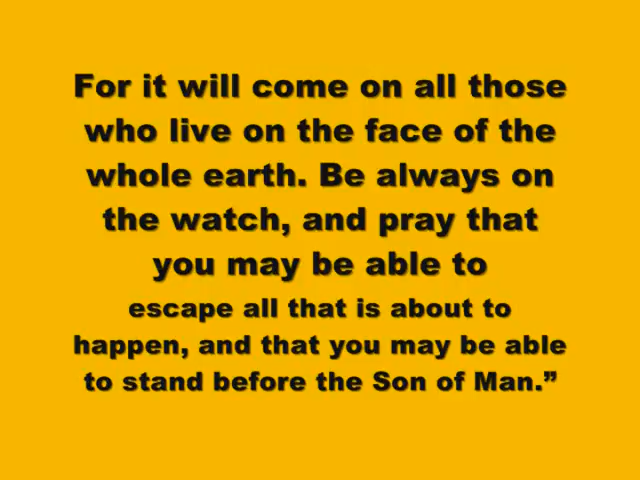 For it will come on all those
who live on the face of the
whole earth. Be always on
the watch, and pray that
you may be able to
escape all that is about to
happen, and that you may be able
to stand before the Son of Man.”